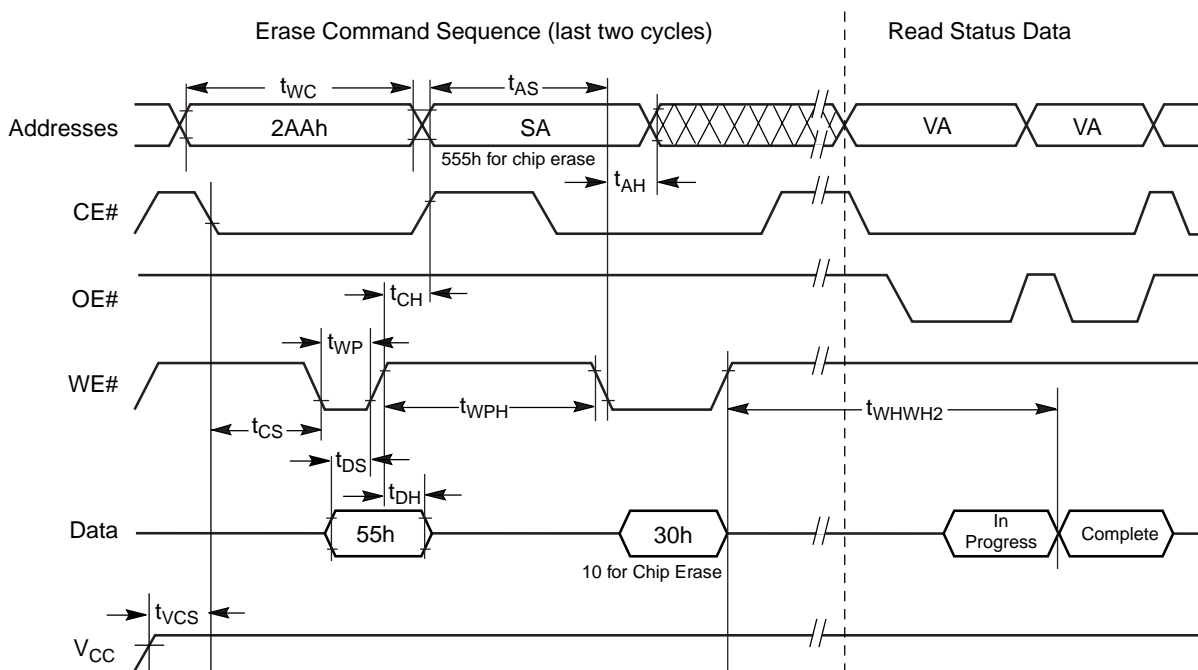 Erase Command Sequence (last two cycles)
Read Status Data
tWC
tAS
Addresses
2AAh
SA
VA
VA
555h for chip erase
tAH
CE#
OE#
tCH
tWP
WE#
tWPH
tWHWH2
tCS
tDS
tDH
Data
55h
30h
In
Progress
Complete
10 for Chip Erase
tVCS
VCC